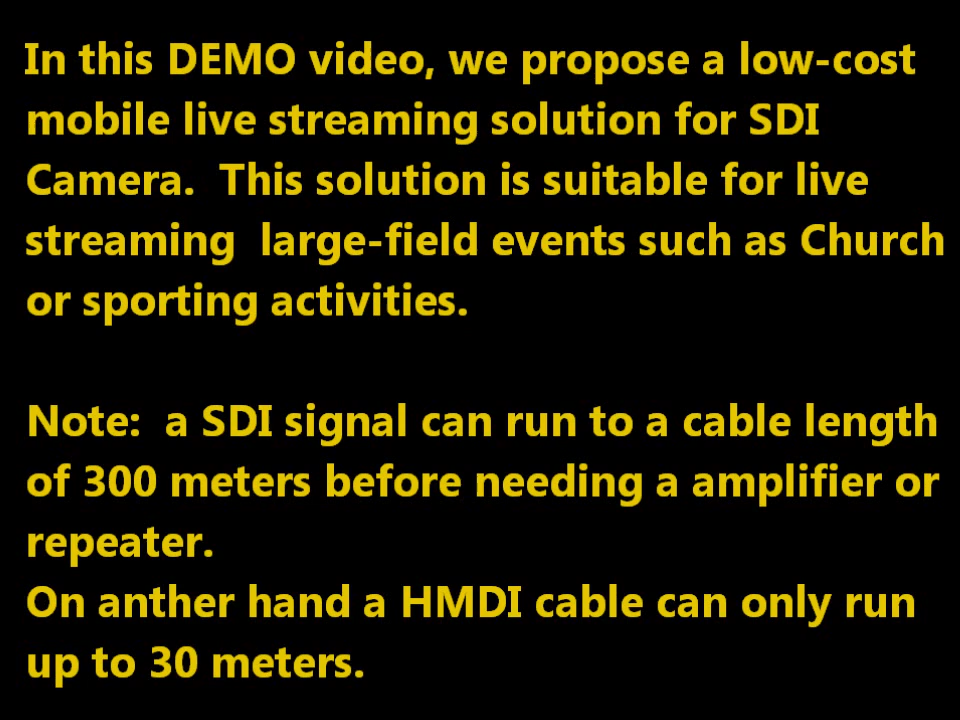 In this DEMO video, we propose a low-cost
mobile live streaming solution for SDI
Camera.  This solution is suitable for live
streaming  large-field events such as Church
or sporting activities.
Note:  a SDI signal can run to a cable length
of 300 meters before needing a amplifier or
repeater.
On anther hand a HMDI cable can only run
up to 30 meters.